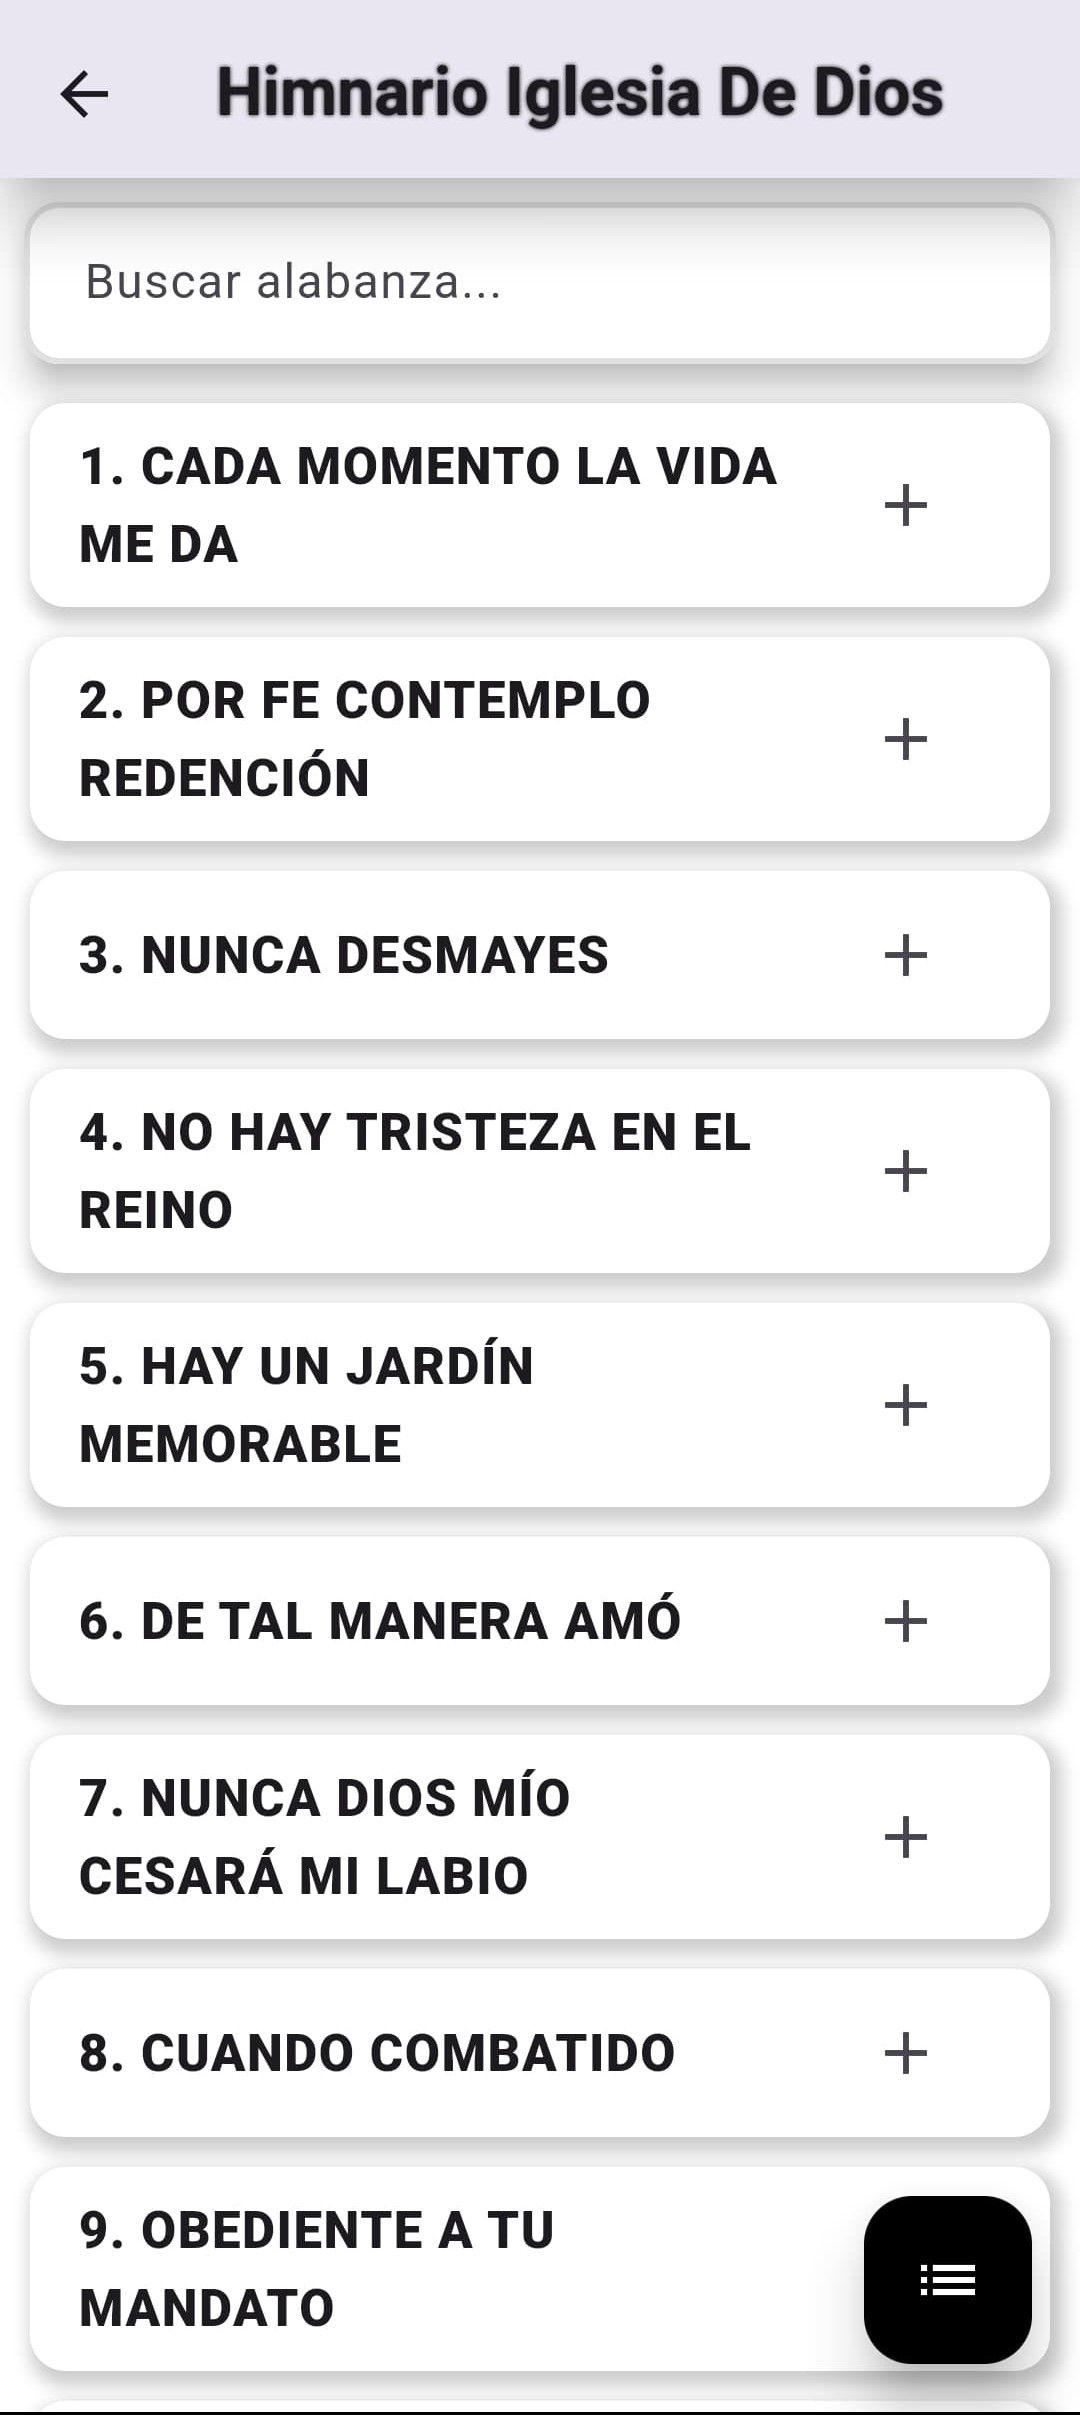 Himnario Iglesia De Dios
Buscar alabanza...
1. CADA MOMENTO LA VIDA
ME DA
2. POR FE CONTEMPLO
REDENCIÓN
3. NUNCA DESMAYES
4. NO HAY TRISTEZA EN EL
REINO
5. HAY UN JARDÍN
MEMORABLE
6. DE TAL MANERA AMÓ
7. NUNCA DIOS MÍO
CESARÁ MI LABIO
8. CUANDO COMBATIDO
9. OBEDIENTE A TU
MANDATO